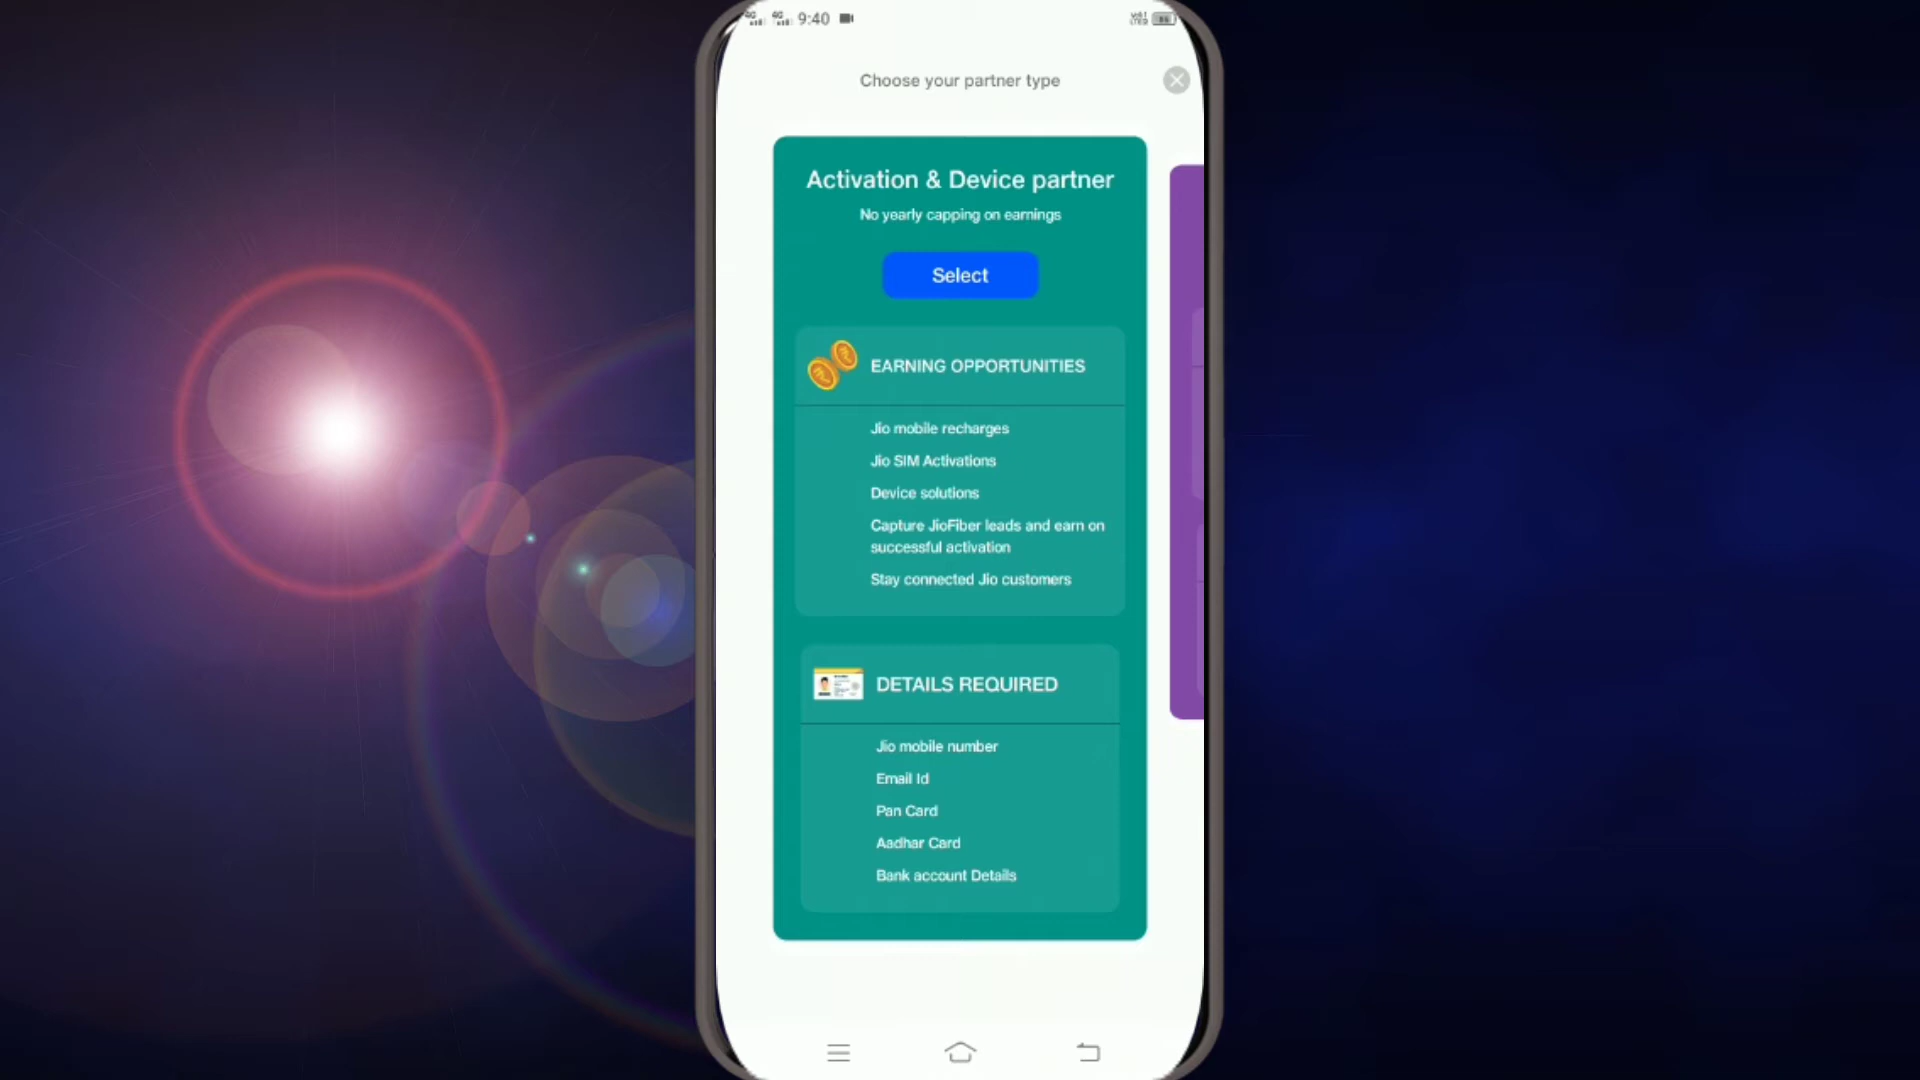 9:40
Choose your partner type
Activation & Device partner
No yearly capping on earnings
Select
EARNING OPPORTUNITIES
Jio mobile recharges
Jio SIM Activations
Device solutions
Capture JioFiber leads and earn on
successful activation
Stay connected Jio customers
DETAILS REQUIRED
Jio mobile number
Email Id
Pan Card
Aadhar Card
Bank account Details